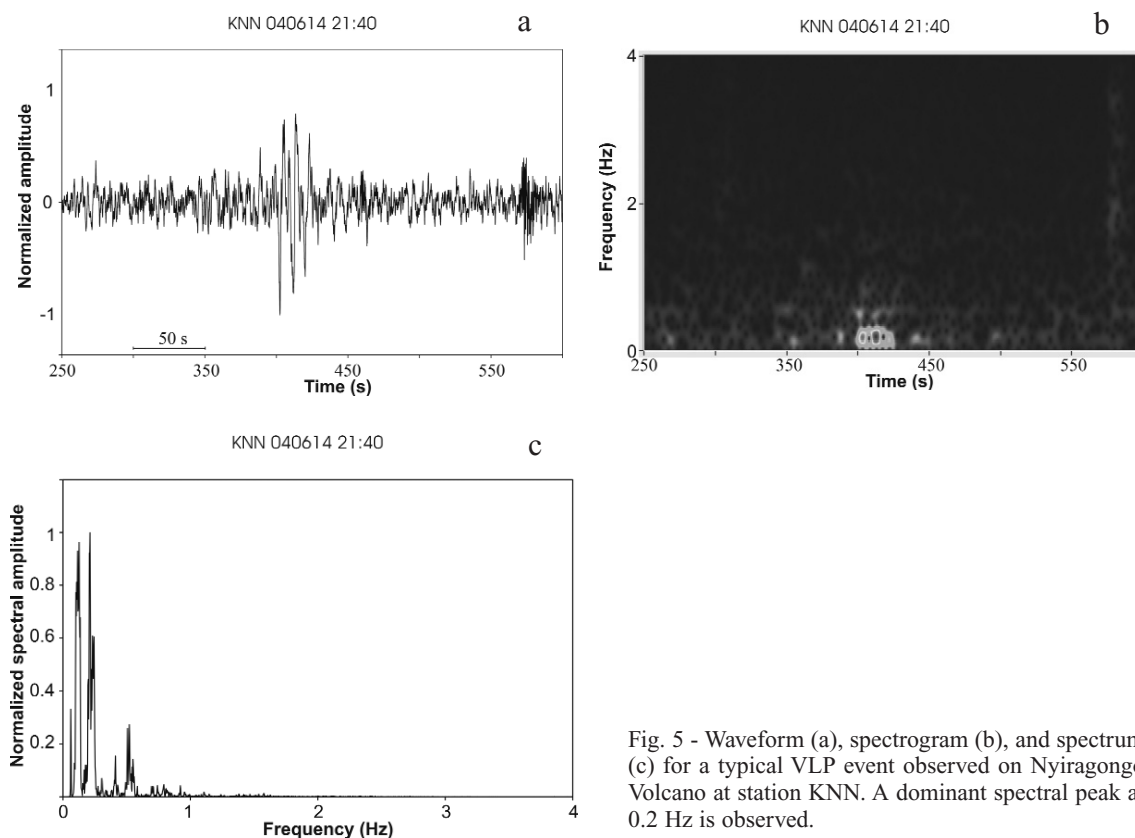 KNN 040614 21:40
a
Normalized amplitude
1
0
-1
50 s
250
350
450
550
Time (s)
KNN 040614 21:40
b
Frequency (Hz)
4
2
0
250
350
450
550
Time (s)
KNN 040614 21:40
c
Normalized spectral amplitude
1
0.8
0.6
0.4
0.2
0
1
2
3
4
Frequency (Hz)
Fig. 5 - Waveform (a), spectrogram (b), and spectrum
(c) for a typical VLP event observed on Nyiragongo
Volcano at station KNN. A dominant spectral peak a
0.2 Hz is observed.